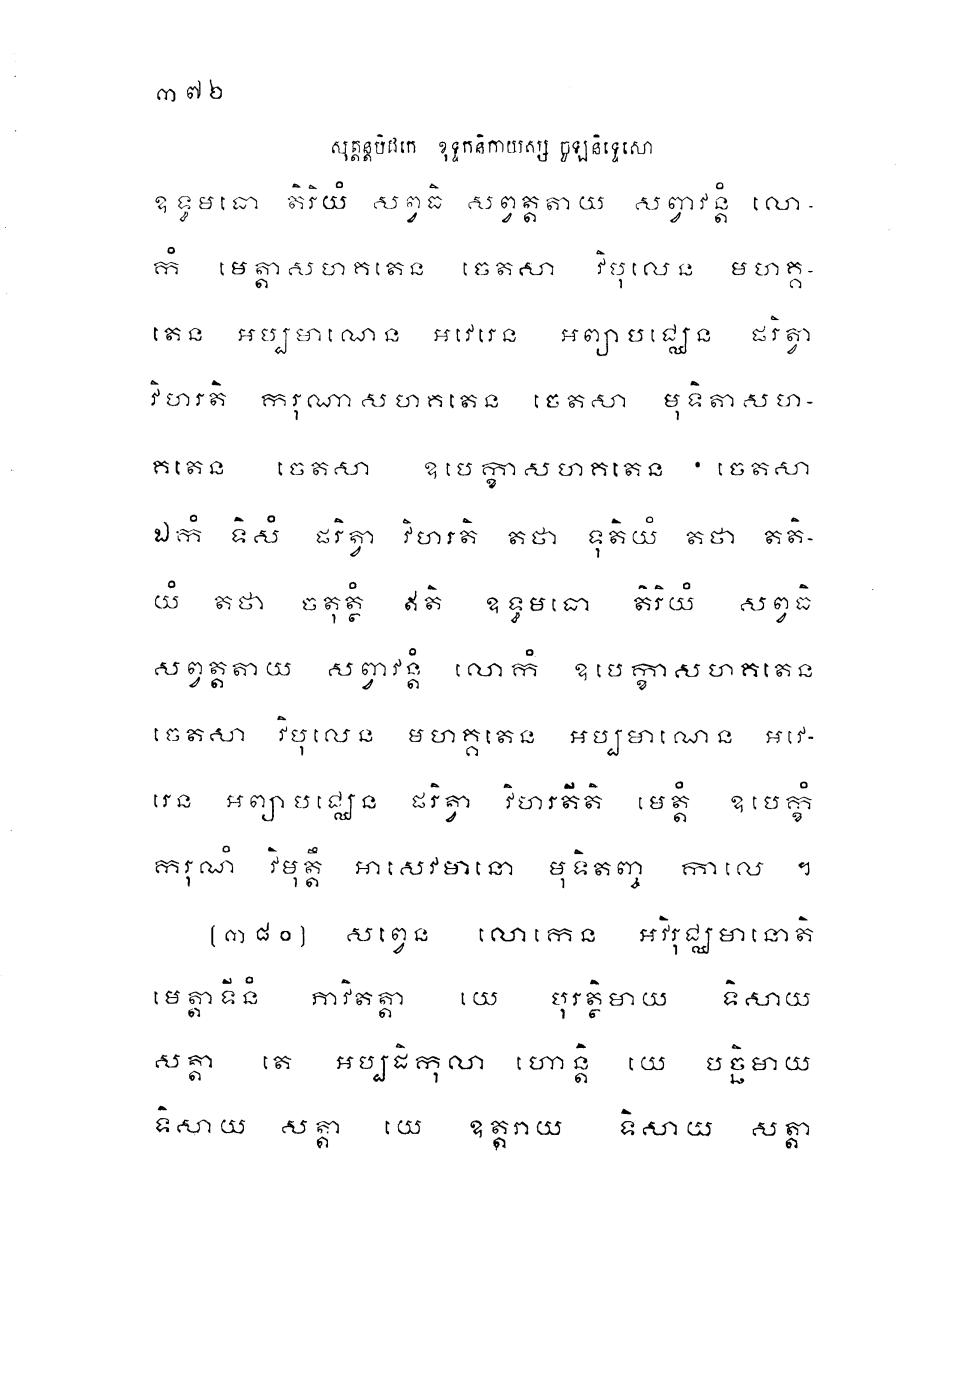 ៣៧២
សុត្តន្តបិដកេ ខុទ្ទកនិកាយស្ស ចូឡនិទ្ទេសោ
ឧទ្ធមធោ តិរិយំ សព្វធិ សព្វត្តតាយ សព្វាវន្តំ លោ-
កំ មេត្តាសហគតេន ចេតសា វិបុលេន មហគ្គ-
តេន អប្បមាណេន អវេរេន អព្យាបជ្ឈេន ផរិត្វា
វិហរតិ ករុណាសហគតេន ចេតសា មុទិតាសហ-
គតេន ចេតសា ឧបេក្ខាសហគតេន ចេតសា
ឯកំ ទិសំ ផរិត្វា វិហរតិ តថា ទុតិយំ តថា តតិ-
យំ តថា ចតុត្ថំ ឥតិ ឧទ្ធមធោ តិរិយំ សព្វធិ
សព្វត្តតាយ សព្វាវន្តំ លោកំ ឧបេក្ខាសហគតេន
ចេតសា វិបុលេន មហគ្គតេន អប្បមាណេន អវេ-
រេន អព្យាបជ្ឈេន ផរិត្វា វិហរតីតិ មេត្តំ ឧបេក្ខំ
ករុណំ វិមុត្តឹ អាសេវមានោ មុទិតញ្ច កាលេ ។
(៣៨០) សព្វេន លោកេន អវិរុជ្ឈមានោតិ
មេត្តាទីនំ ភាវិតត្តា យេ បុរត្ថិមាយ ទិសាយ
សត្តា តេ អប្បដិកុលា ហោន្តិ យេ បច្ឆិមាយ
ទិសាយ សត្តា យេ ឧត្តរាយ ទិសាយ សត្តា